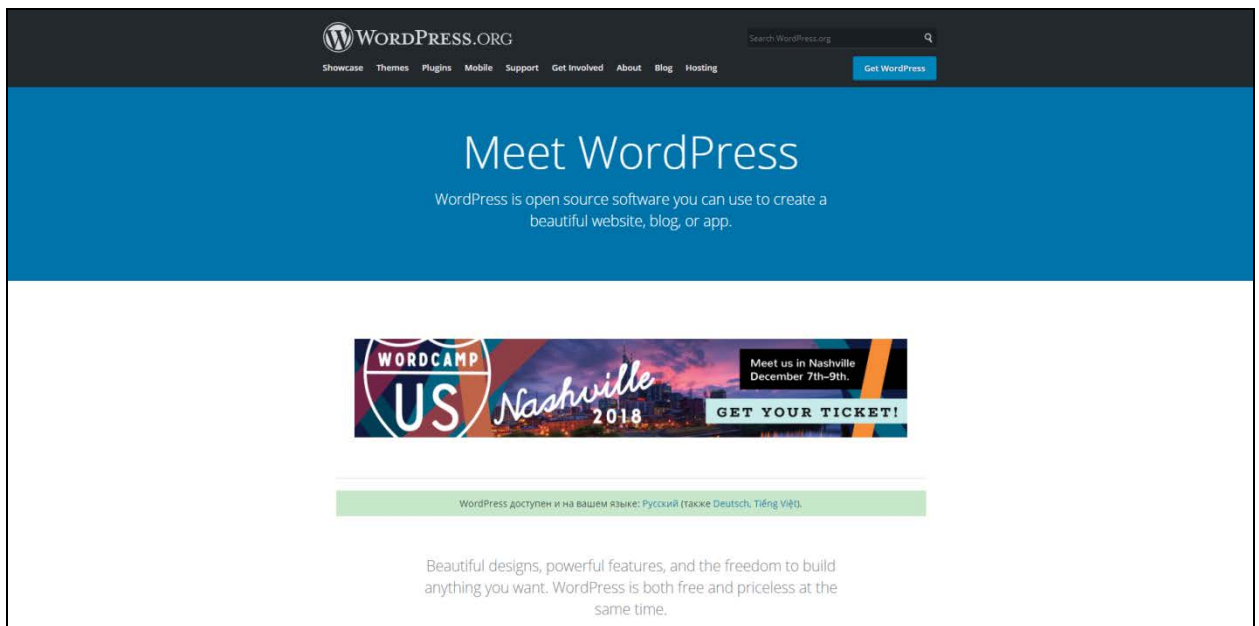 WORDPRESS.ORG
Search WordPress.org
Showcase Themes Plugins Mobile Support Get Involved About Blog Hosting
Get WordPress
Meet WordPress
WordPress is open source software you can use to create a
beautiful website, blog, or app.
WORDCAMP
US
Nashville
2018
Meet us in Nashville
December 7th–9th.
GET YOUR TICKET!
WordPress доступен и на вашем языке: Русский (также Deutsch, Tiếng Việt).
Beautiful designs, powerful features, and the freedom to build
anything you want. WordPress is both free and priceless at the
same time.